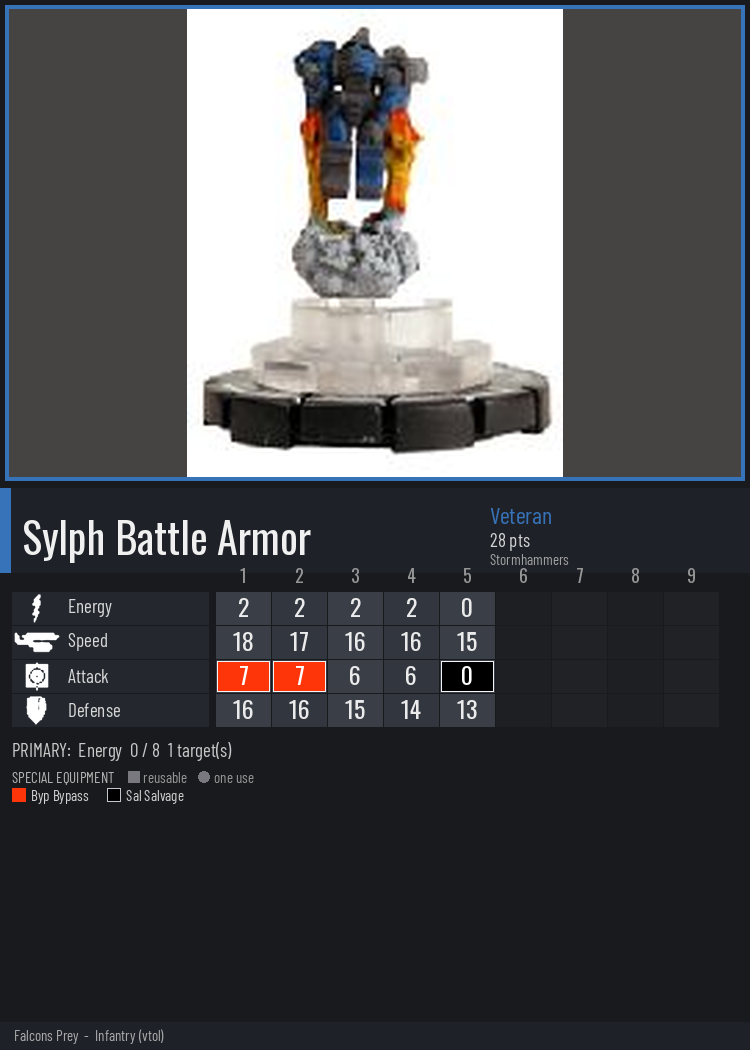 Sylph Battle Armor
Veteran
28 pts
Stormhammers
1 2 3 4 5 6 7 8 9
Energy 2 2 2 2 0
Speed 18 17 16 16 15
Attack 7 7 6 6 0
Defense 16 16 15 14 13
PRIMARY: Energy 0 / 8 1 target(s)
SPECIAL EQUIPMENT reusable one use
Byp Bypass Sal Salvage
Falcons Prey - Infantry (vtol)